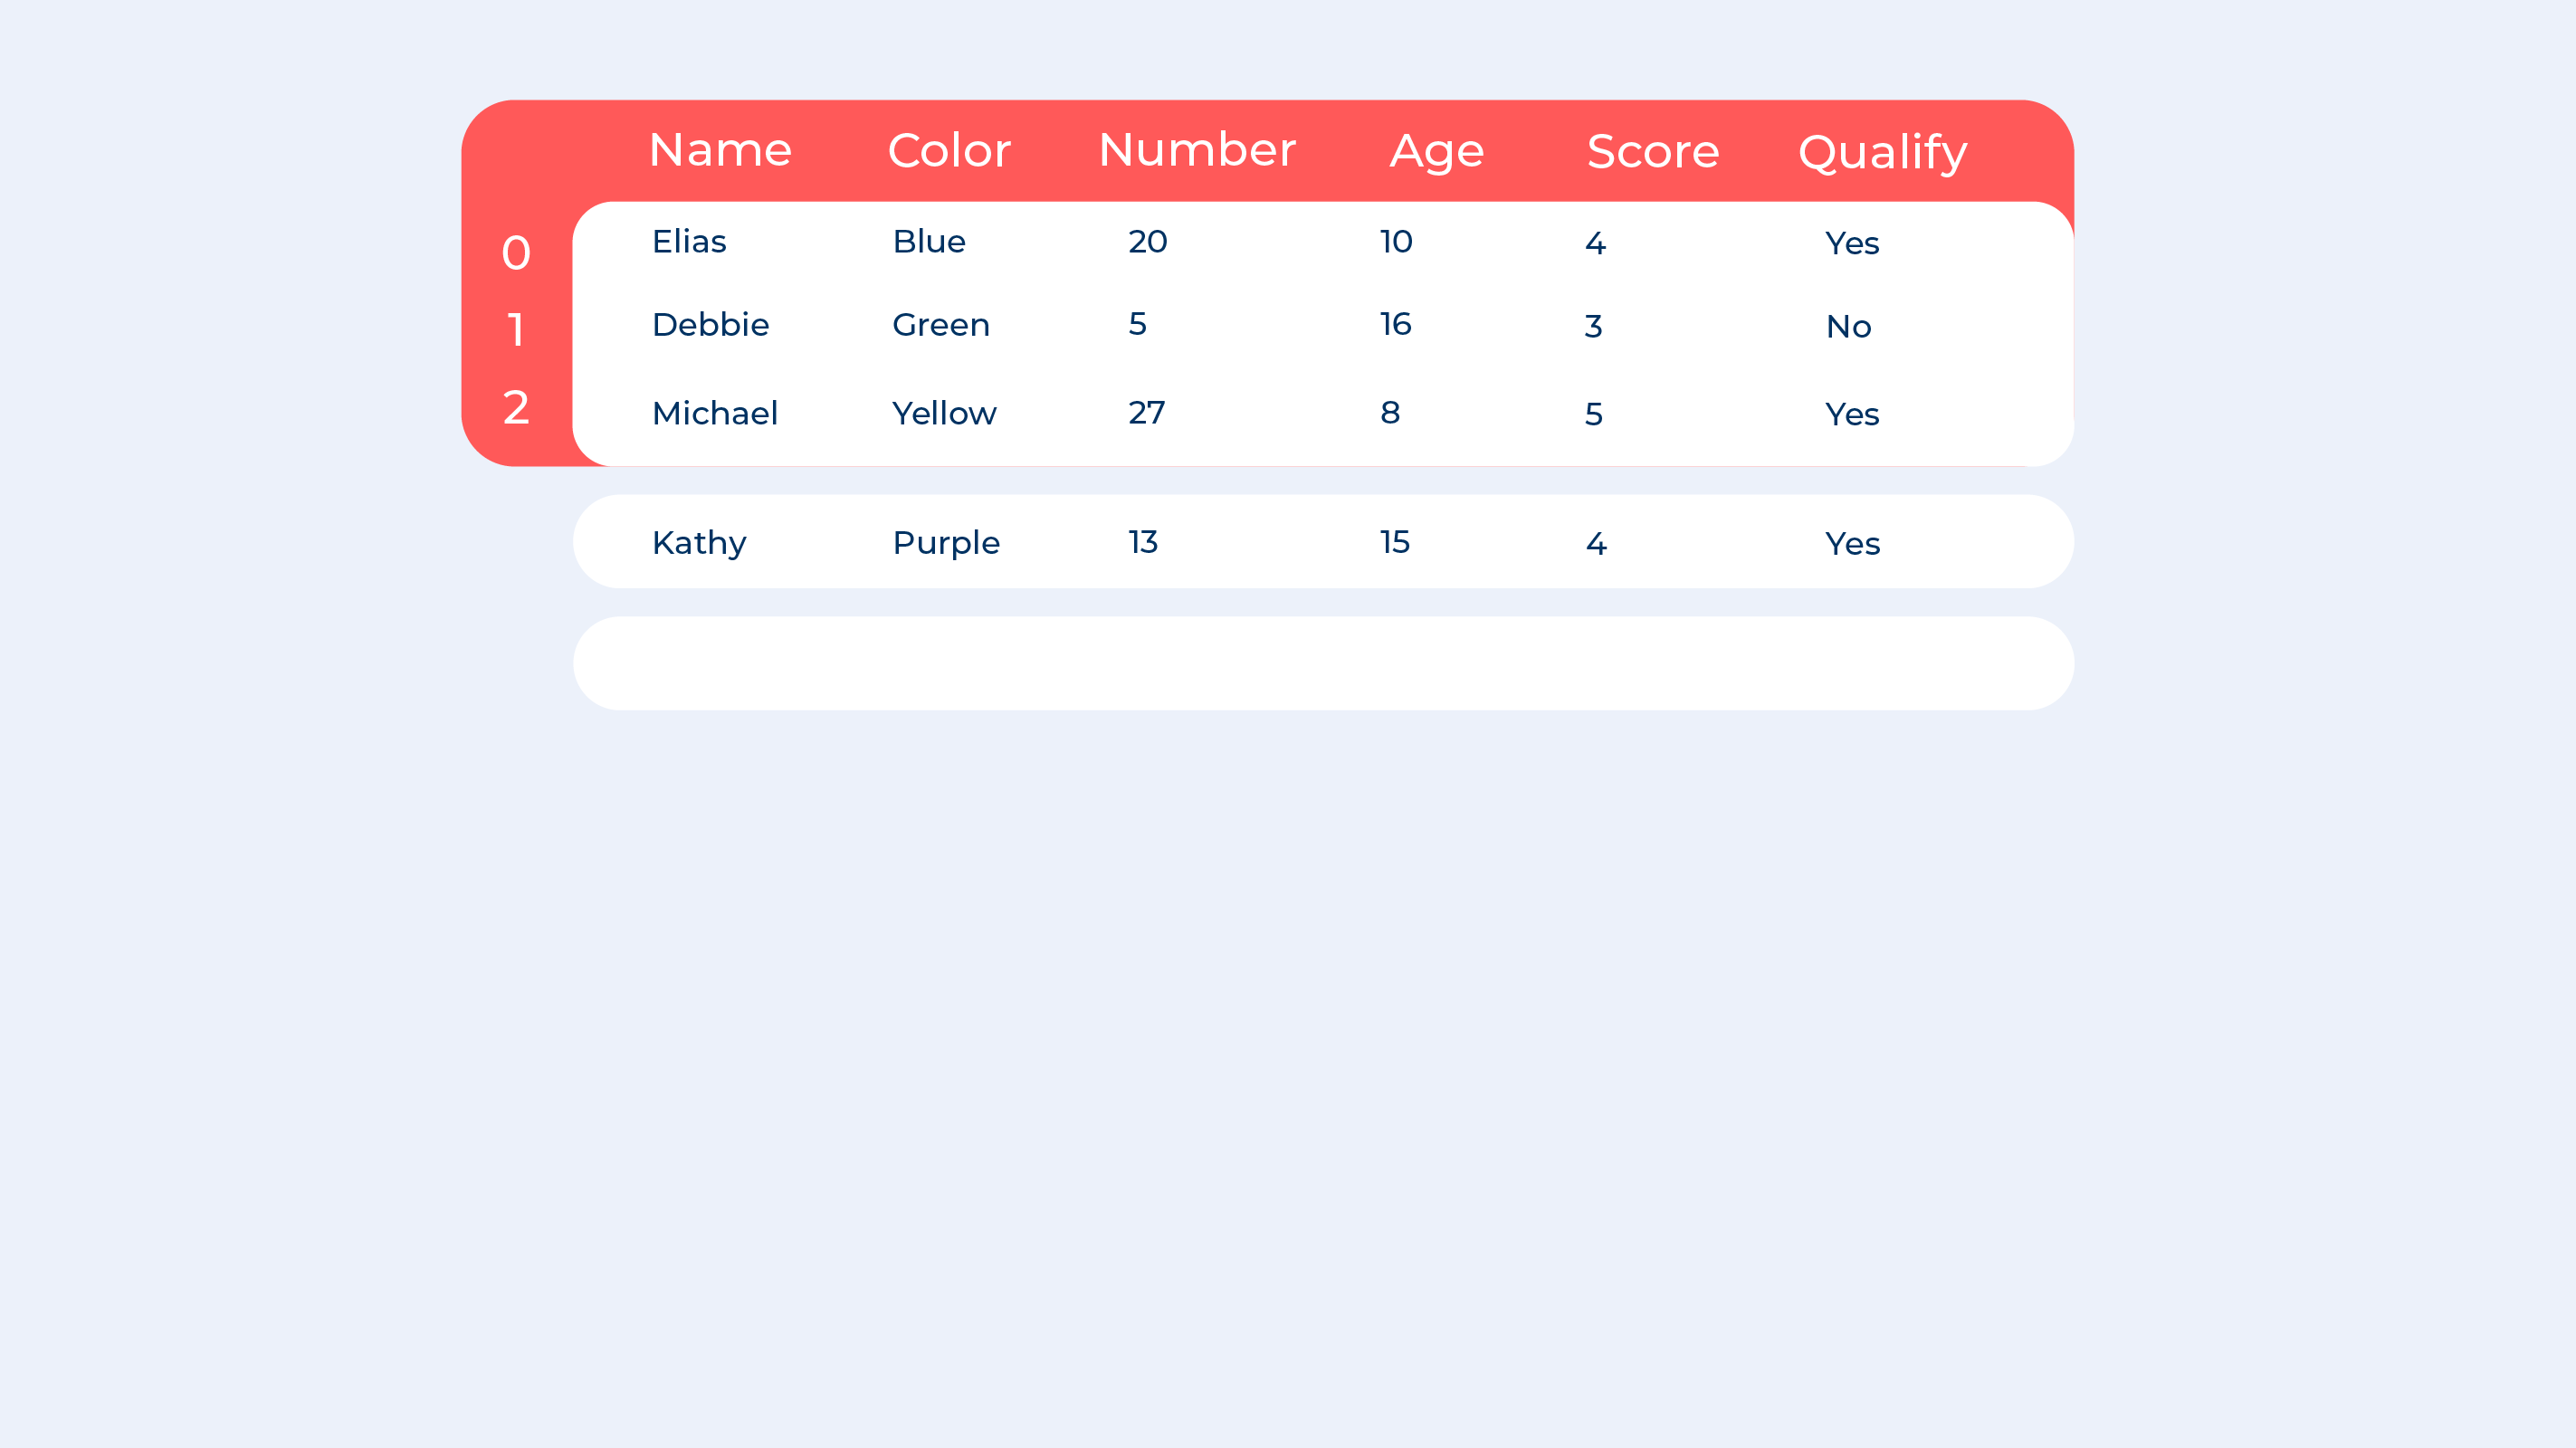 Name Color Number Age Score Qualify
0 Elias Blue 20 10 4 Yes
1 Debbie Green 5 16 3 No
2 Michael Yellow 27 8 5 Yes
Kathy Purple 13 15 4 Yes